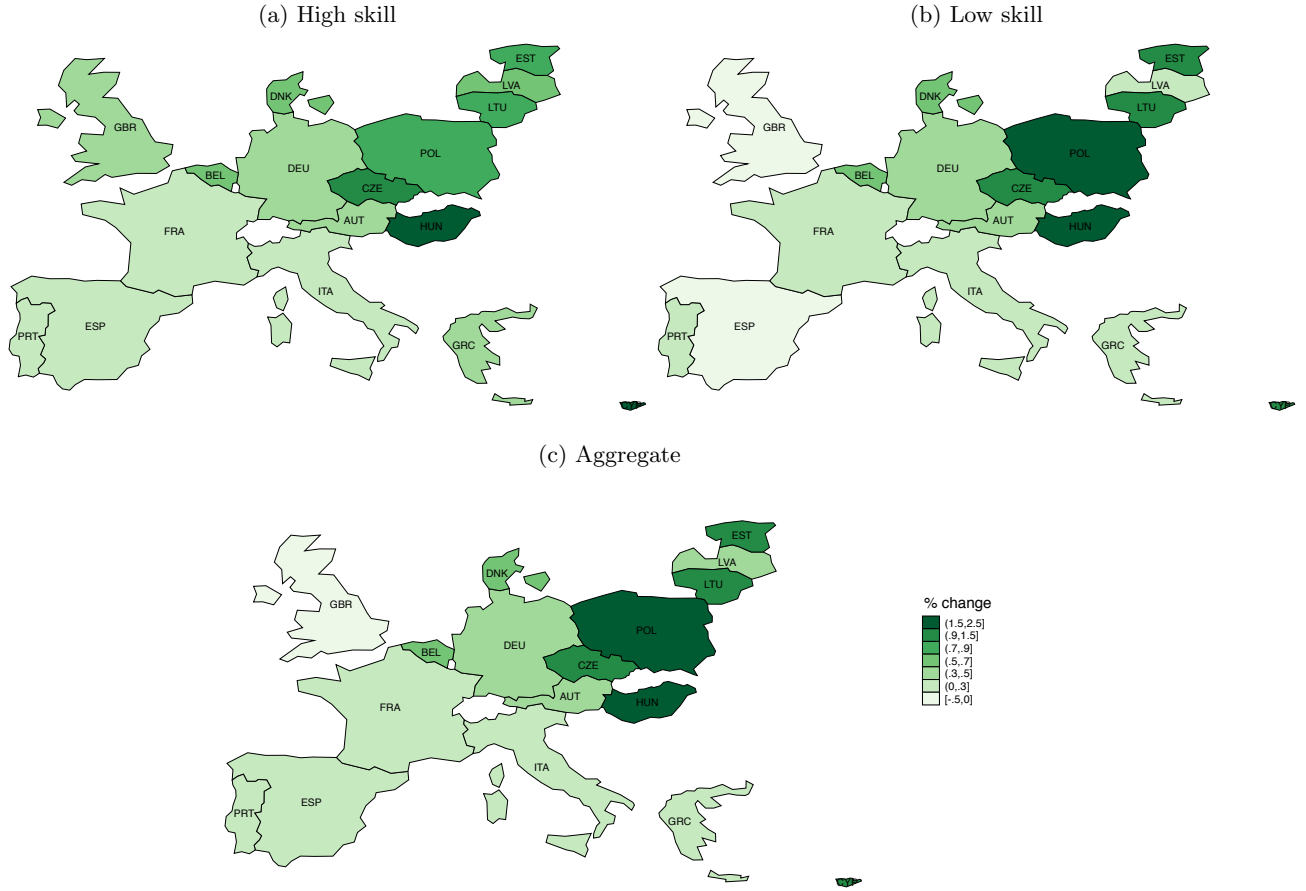 (a) High skill
(b) Low skill
EST
LVA
LTU
DNK
GBR
POL
DEU
BEL
CZE
AUT
HUN
FRA
ITA
ESP
PRT
GRC
EST
LVA
LTU
DNK
GBR
POL
DEU
BEL
CZE
AUT
HUN
FRA
ITA
ESP
PRT
GRC
(c) Aggregate
EST
LVA
LTU
DNK
GBR
POL
DEU
BEL
CZE
AUT
HUN
FRA
ITA
ESP
PRT
GRC
% change
(1.5,2.5]
(.9,1.5]
(.7,.9]
(.5,.7]
(.3,.5]
(0,.3]
[-.5,0]